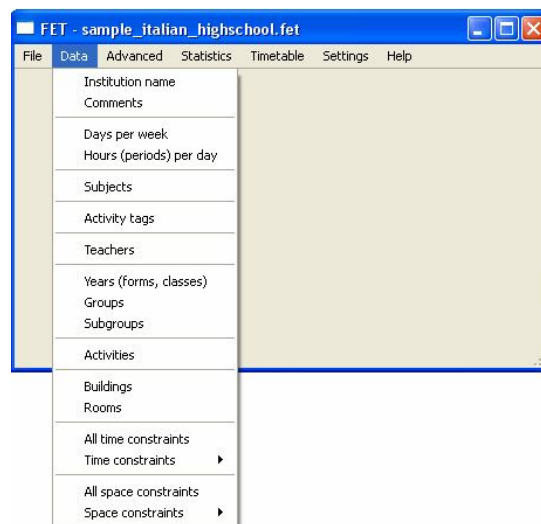 FET - sample_italian_highschool.fet
File Data Advanced Statistics Timetable Settings Help
Institution name
Comments
Days per week
Hours (periods) per day
Subjects
Activity tags
Teachers
Years (forms, classes)
Groups
Subgroups
Activities
Buildings
Rooms
All time constraints
Time constraints
All space constraints
Space constraints